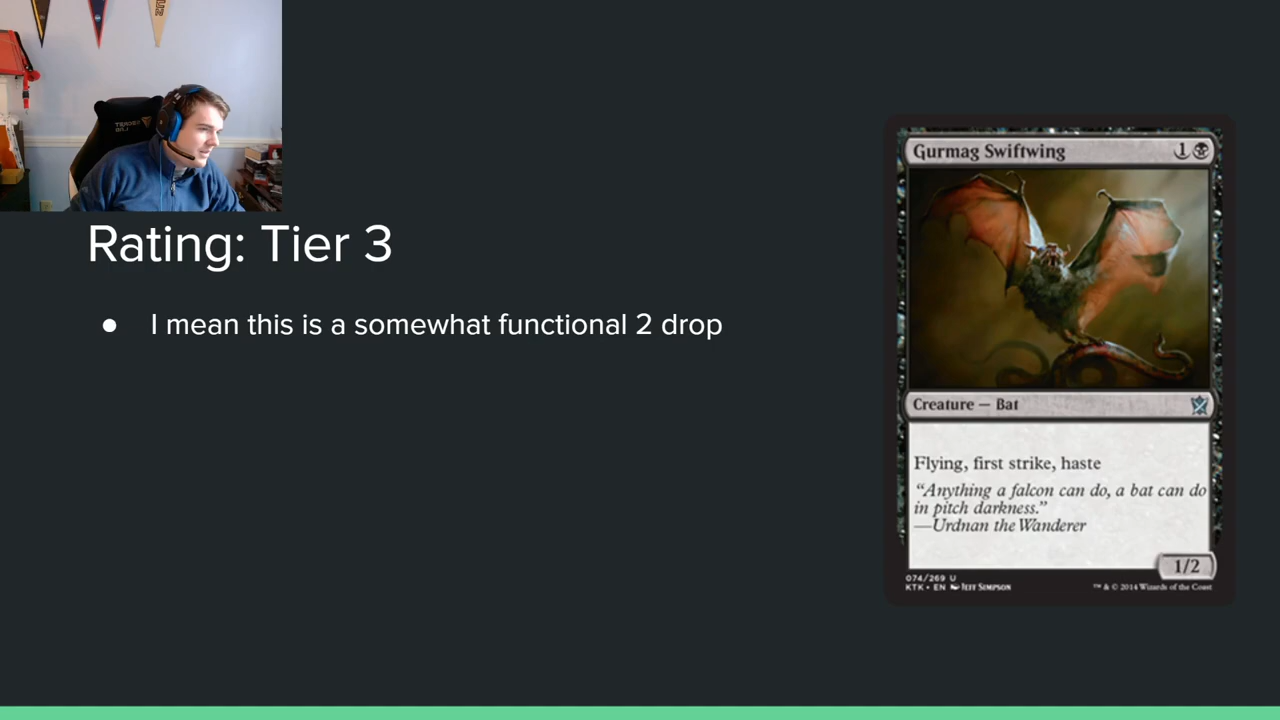 Rating: Tier 3
● I mean this is a somewhat functional 2 drop
Gurmag Swiftwing 1
Creature — Bat
Flying, first strike, haste
“Anything a falcon can do, a bat can do
in pitch darkness.”
—Urdnan the Wanderer
1/2
074/269 U
KTK • EN Jeff Simpson
™ & © 2014 Wizards of the Coast